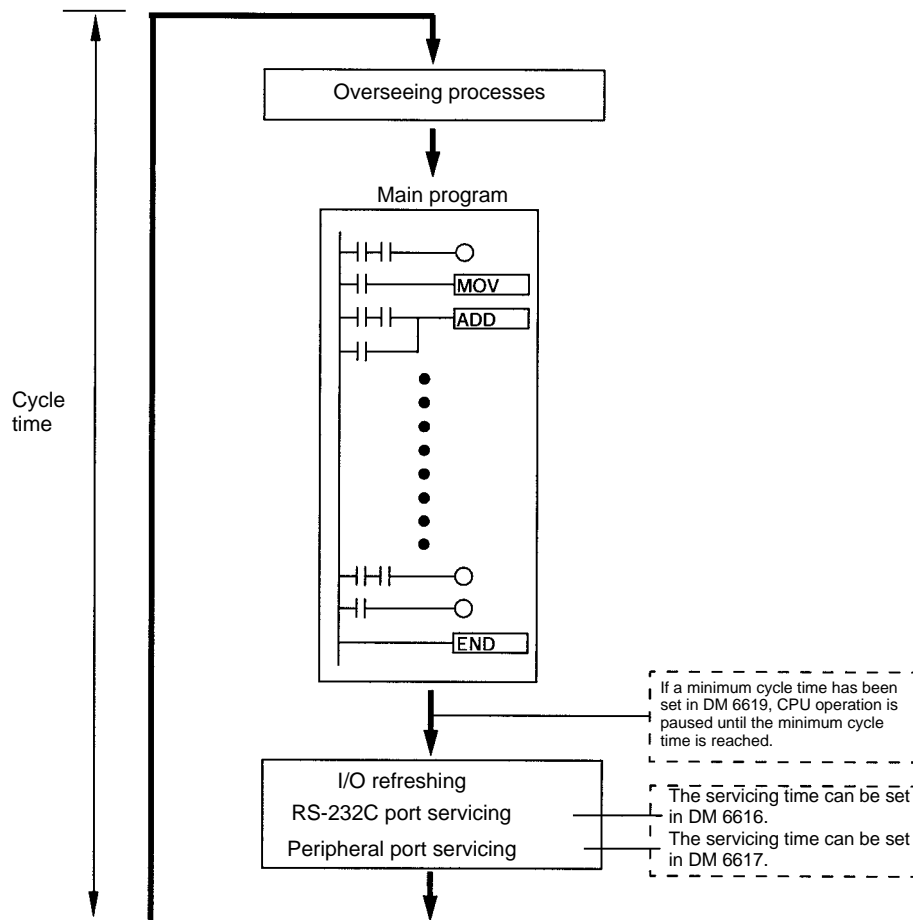 Overseeing processes
Main program
MOV
ADD
Cycle
time
END
If a minimum cycle time has been
set in DM 6619, CPU operation is
paused until the minimum cycle
time is reached.
I/O refreshing
RS-232C port servicing
Peripheral port servicing
The servicing time can be set
in DM 6616.
The servicing time can be set
in DM 6617.